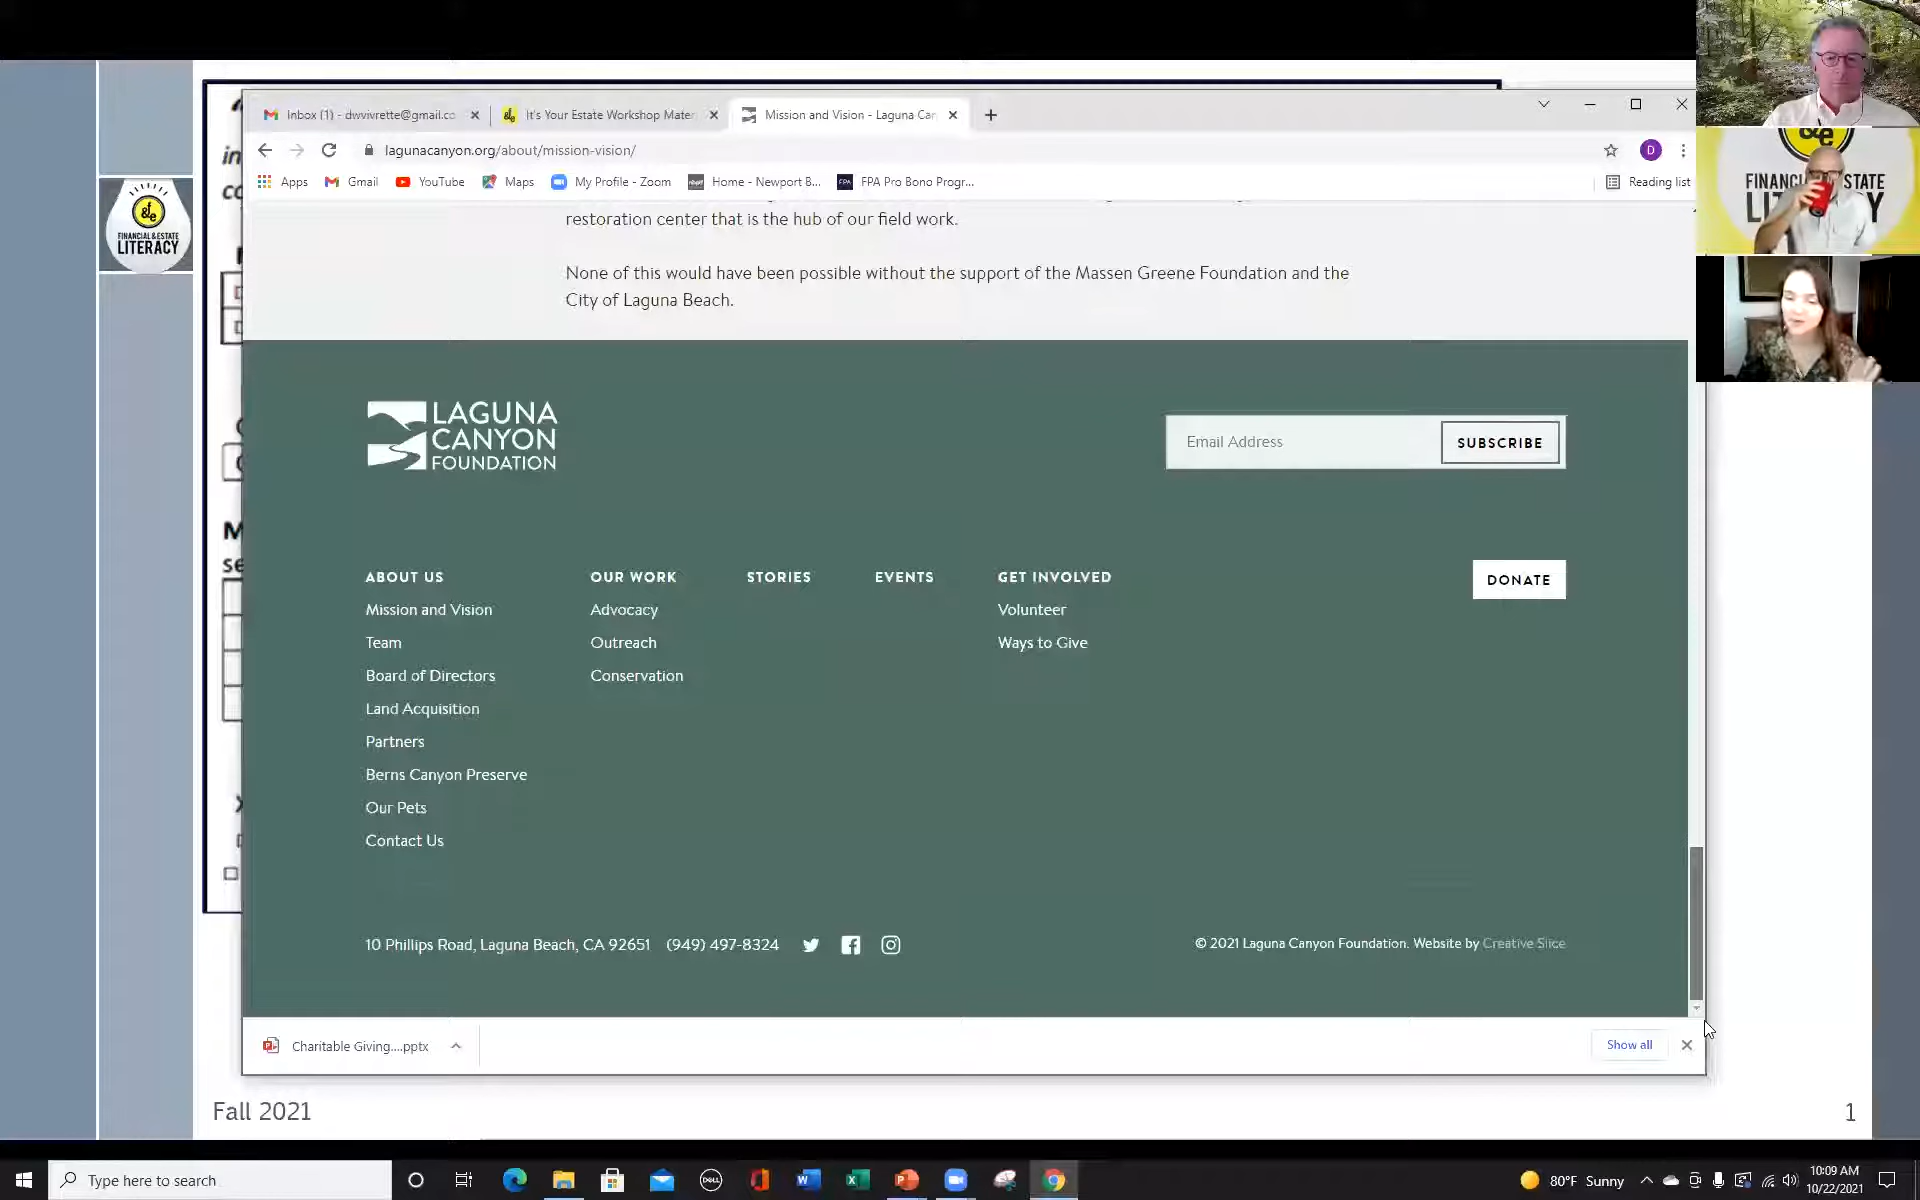 Inbox (1) - dwvivrette@gmail.co
It's Your Estate Workshop Mater
Mission and Vision - Laguna Car
lagunacanyon.org/about/mission-vision/
Apps
Gmail
YouTube
Maps
My Profile - Zoom
Home - Newport B...
FPA Pro Bono Progr...
Reading list
D
FINANCIAL & ESTATE
LITERACY
restoration center that is the hub of our field work.
None of this would have been possible without the support of the Massen Greene Foundation and the
City of Laguna Beach.
LAGUNA
CANYON
FOUNDATION
Email Address
SUBSCRIBE
ABOUT US
Mission and Vision
Team
Board of Directors
Land Acquisition
Partners
Berns Canyon Preserve
Our Pets
Contact Us
OUR WORK
Advocacy
Outreach
Conservation
STORIES
EVENTS
GET INVOLVED
Volunteer
Ways to Give
DONATE
10 Phillips Road, Laguna Beach, CA 92651 (949) 497-8324
© 2021 Laguna Canyon Foundation. Website by Creative Slice
Charitable Giving....pptx
Show all
Fall 2021
1
Type here to search
80°F Sunny
10:09 AM
10/22/2021